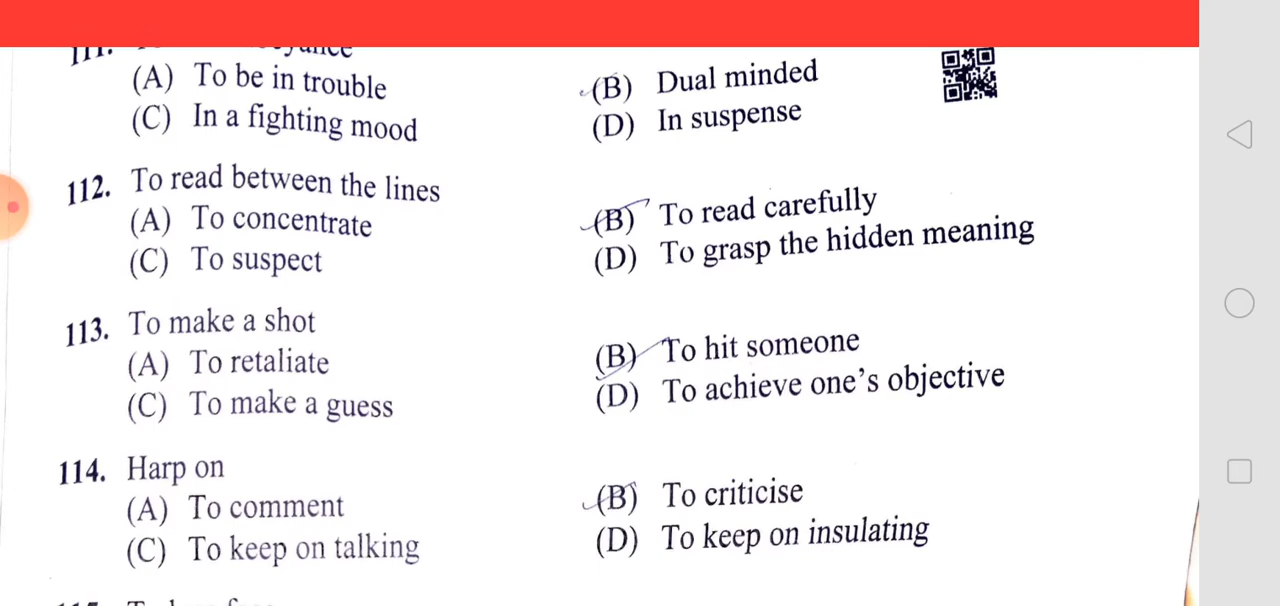 111.
(A) To be in trouble (B) Dual minded
(C) In a fighting mood (D) In suspense
112. To read between the lines
(A) To concentrate (B) To read carefully
(C) To suspect (D) To grasp the hidden meaning
113. To make a shot
(A) To retaliate (B) To hit someone
(C) To make a guess (D) To achieve one's objective
114. Harp on
(A) To comment (B) To criticise
(C) To keep on talking (D) To keep on insulating